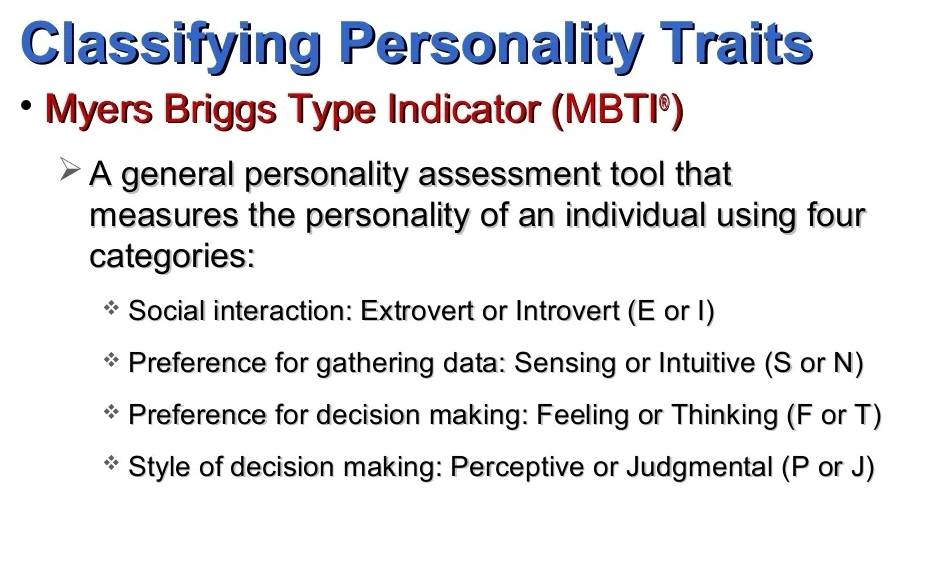 Classifying Personality Traits
• Myers Briggs Type Indicator (MBTI®)
➢ A general personality assessment tool that
measures the personality of an individual using four
categories:
❖ Social interaction: Extrovert or Introvert (E or I)
❖ Preference for gathering data: Sensing or Intuitive (S or N)
❖ Preference for decision making: Feeling or Thinking (F or T)
❖ Style of decision making: Perceptive or Judgmental (P or J)